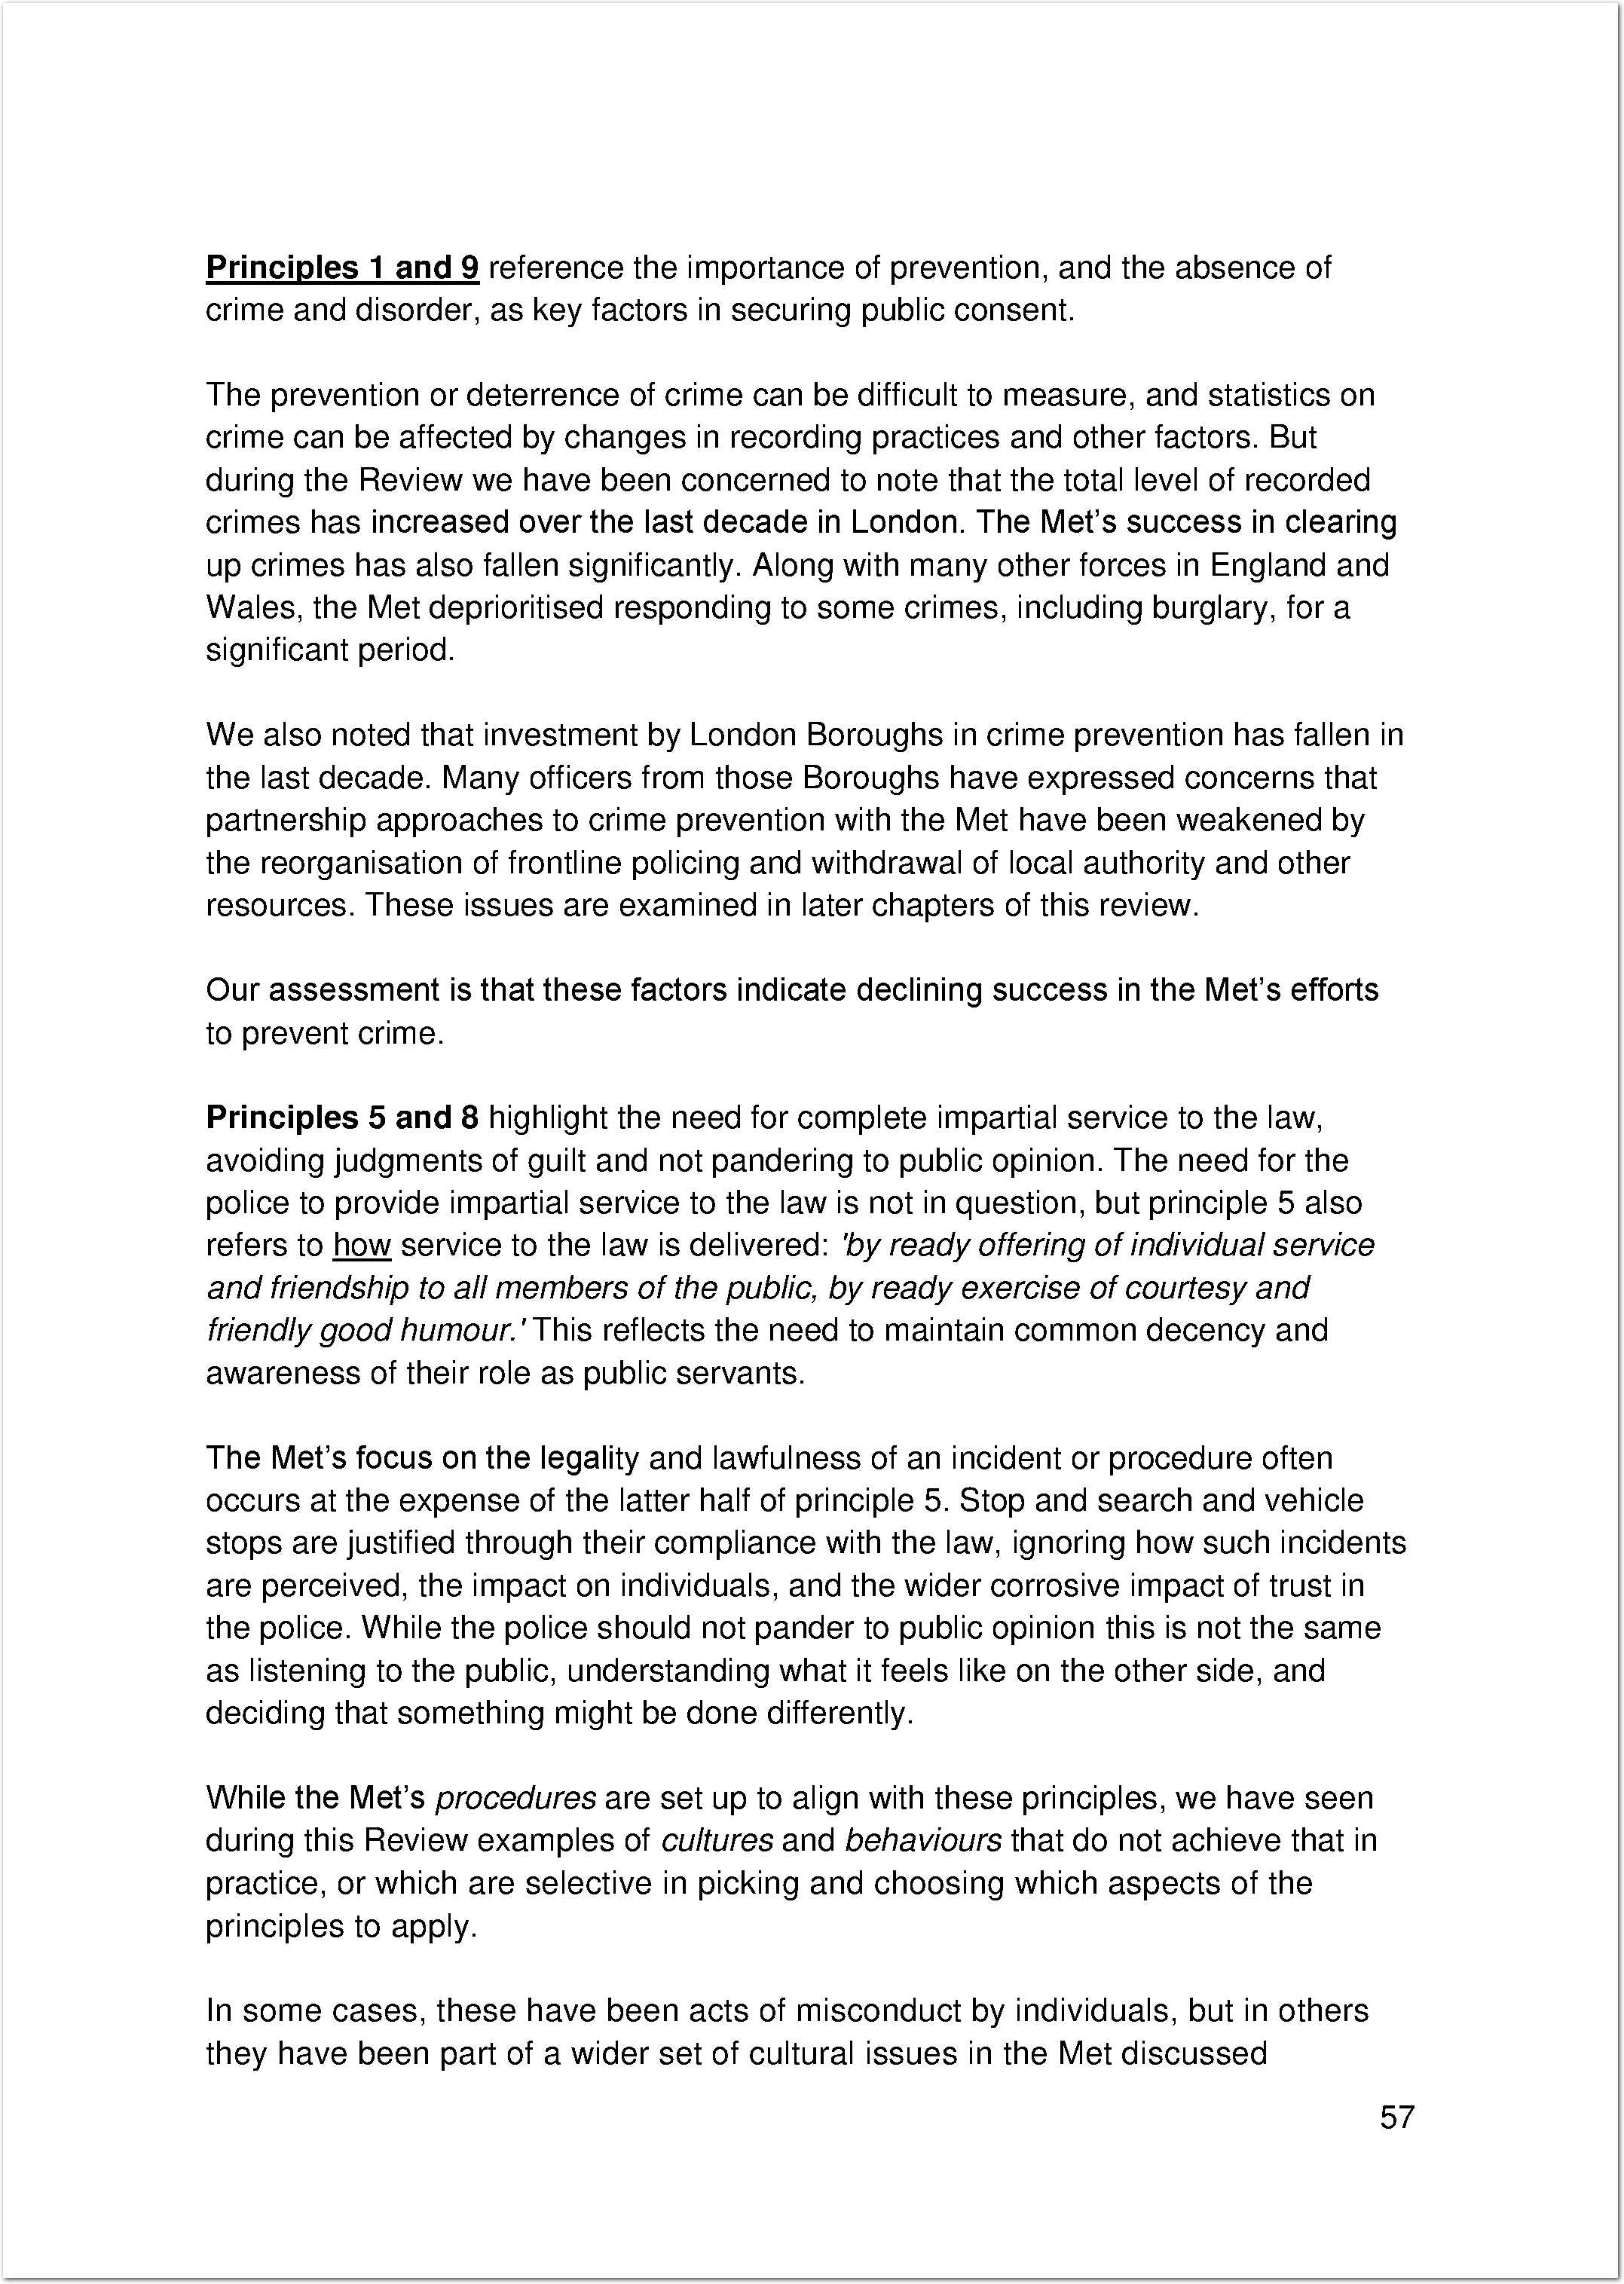 Principles 1 and 9 reference the importance of prevention, and the absence of
crime and disorder, as key factors in securing public consent.
The prevention or deterrence of crime can be difficult to measure, and statistics on
crime can be affected by changes in recording practices and other factors. But
during the Review we have been concerned to note that the total level of recorded
crimes has increased over the last decade in London. The Met’s success in clearing
up crimes has also fallen significantly. Along with many other forces in England and
Wales, the Met deprioritised responding to some crimes, including burglary, for a
significant period.
We also noted that investment by London Boroughs in crime prevention has fallen in
the last decade. Many officers from those Boroughs have expressed concerns that
partnership approaches to crime prevention with the Met have been weakened by
the reorganisation of frontline policing and withdrawal of local authority and other
resources. These issues are examined in later chapters of this review.
Our assessment is that these factors indicate declining success in the Met’s efforts
to prevent crime.
Principles 5 and 8 highlight the need for complete impartial service to the law,
avoiding judgments of guilt and not pandering to public opinion. The need for the
police to provide impartial service to the law is not in question, but principle 5 also
refers to how service to the law is delivered: 'by ready offering of individual service
and friendship to all members of the public, by ready exercise of courtesy and
friendly good humour.' This reflects the need to maintain common decency and
awareness of their role as public servants.
The Met’s focus on the legality and lawfulness of an incident or procedure often
occurs at the expense of the latter half of principle 5. Stop and search and vehicle
stops are justified through their compliance with the law, ignoring how such incidents
are perceived, the impact on individuals, and the wider corrosive impact of trust in
the police. While the police should not pander to public opinion this is not the same
as listening to the public, understanding what it feels like on the other side, and
deciding that something might be done differently.
While the Met’s procedures are set up to align with these principles, we have seen
during this Review examples of cultures and behaviours that do not achieve that in
practice, or which are selective in picking and choosing which aspects of the
principles to apply.
In some cases, these have been acts of misconduct by individuals, but in others
they have been part of a wider set of cultural issues in the Met discussed
57